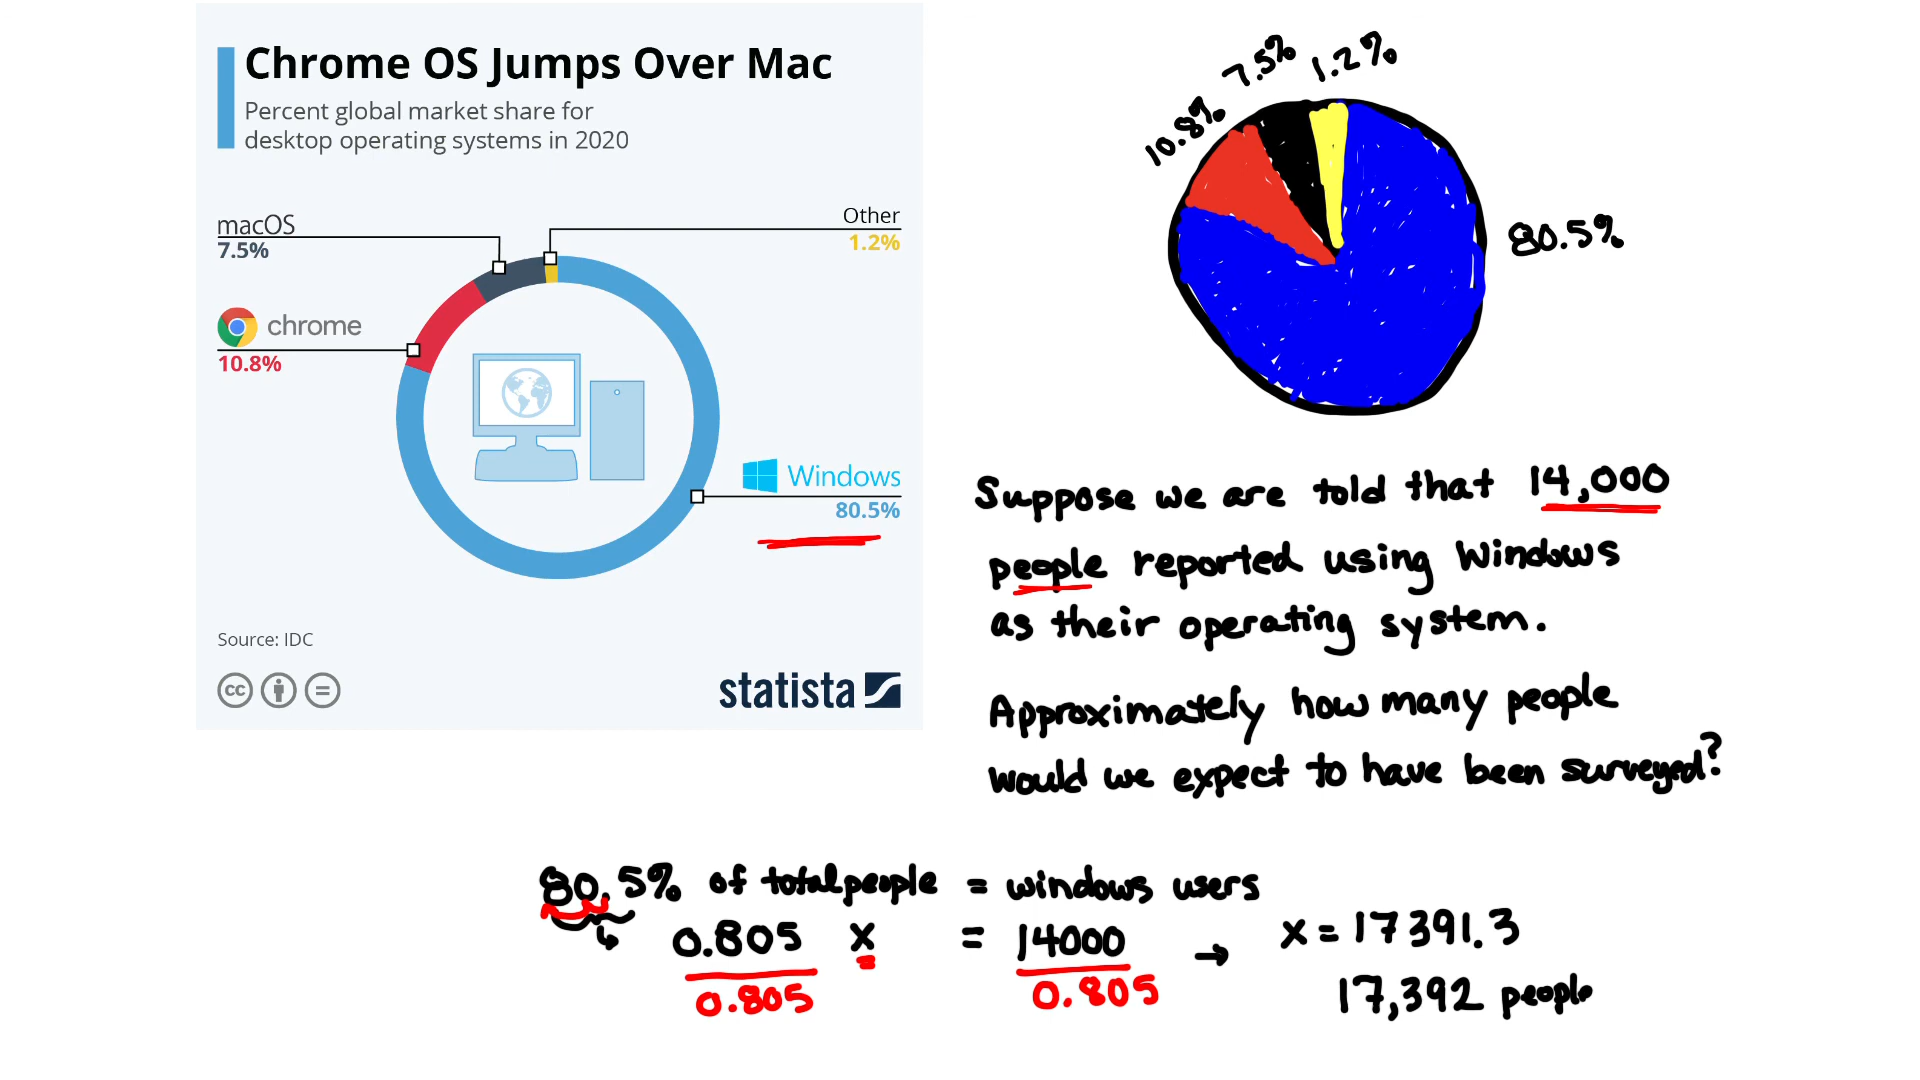 Chrome OS Jumps Over Mac
Percent global market share for
desktop operating systems in 2020
macOS
7.5%
Other
1.2%
chrome
10.8%
Windows
80.5%
Source: IDC
cc
statista
10.8%
7.5%
1.2%
80.5%
Suppose we are told that 14,000
people reported using Windows
as their operating system.
Approximately how many people
would we expect to have been surveyed?
80.5% of total people = windows users
0.805 x = 14000 → x = 17391.3
0.805 0.805
17,392 people